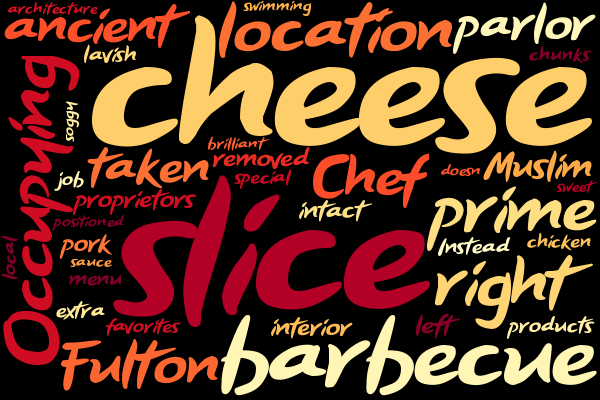 architecture
swimming
ancient
location
parlor
lavish
chunks
cheese
Occupying
soggy
brilliant
taken
removed
Chef
doesn
Muslim
job
special
sweet
proprietors
intact
prime
positioned
slice
local
pork
Instead
chicken
sauce
menu
right
extra
favorites
interior
left
products
Fulton
barbecue